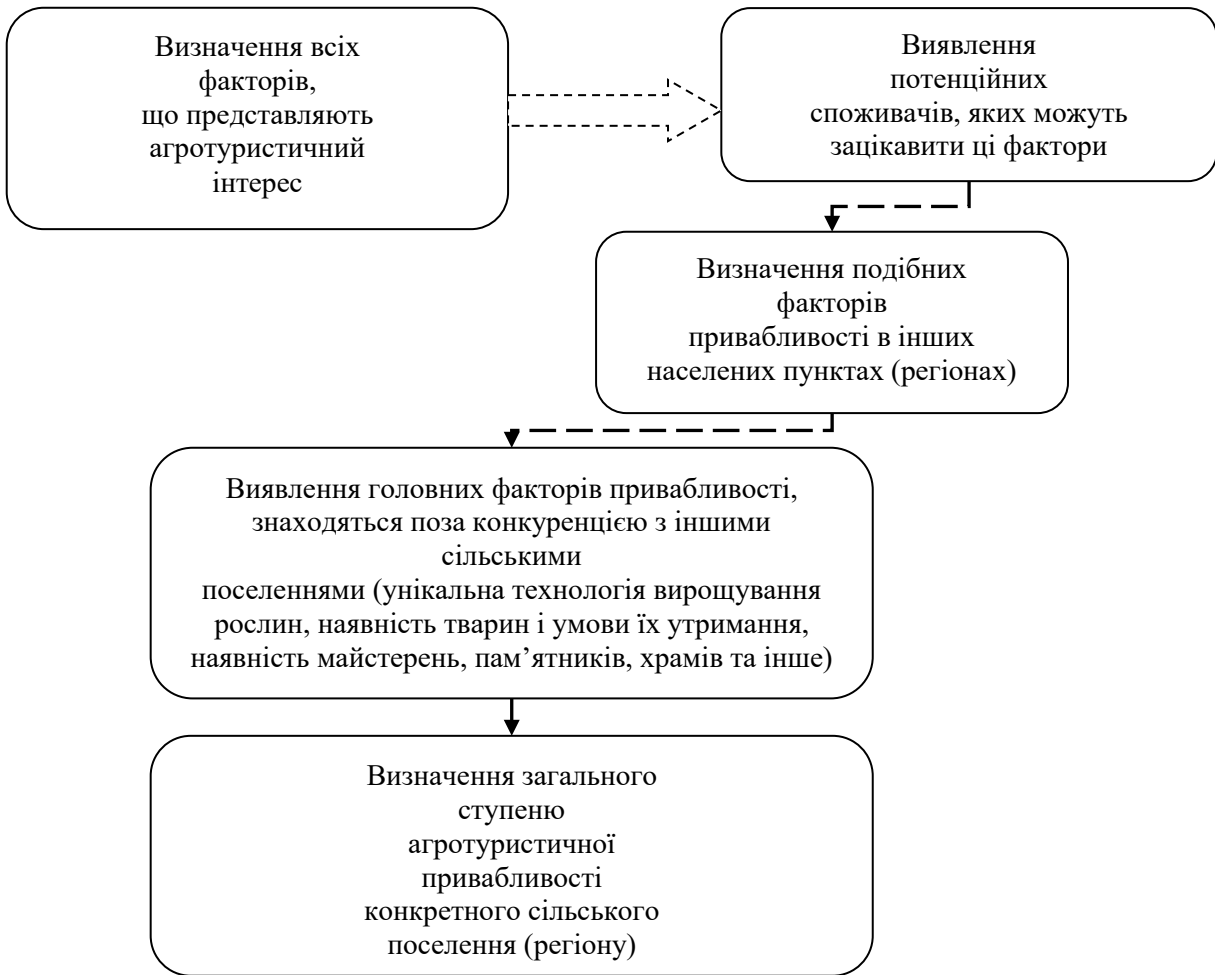 Визначення всіх
факторів,
що представляють
агротуристичний
інтерес
Виявлення
потенційних
споживачів, яких можуть
зацікавити ці фактори
Визначення подібних
факторів
привабливості в інших
населених пунктах (регіонах)
Виявлення головних факторів привабливості,
знаходяться поза конкуренцією з іншими
сільськими
поселеннями (унікальна технологія вирощування
рослин, наявність тварин і умови їх утримання,
наявність майстерень, пам’ятників, храмів та інше)
Визначення загального
ступеню
агротуристичної
привабливості
конкретного сільського
поселення (регіону)